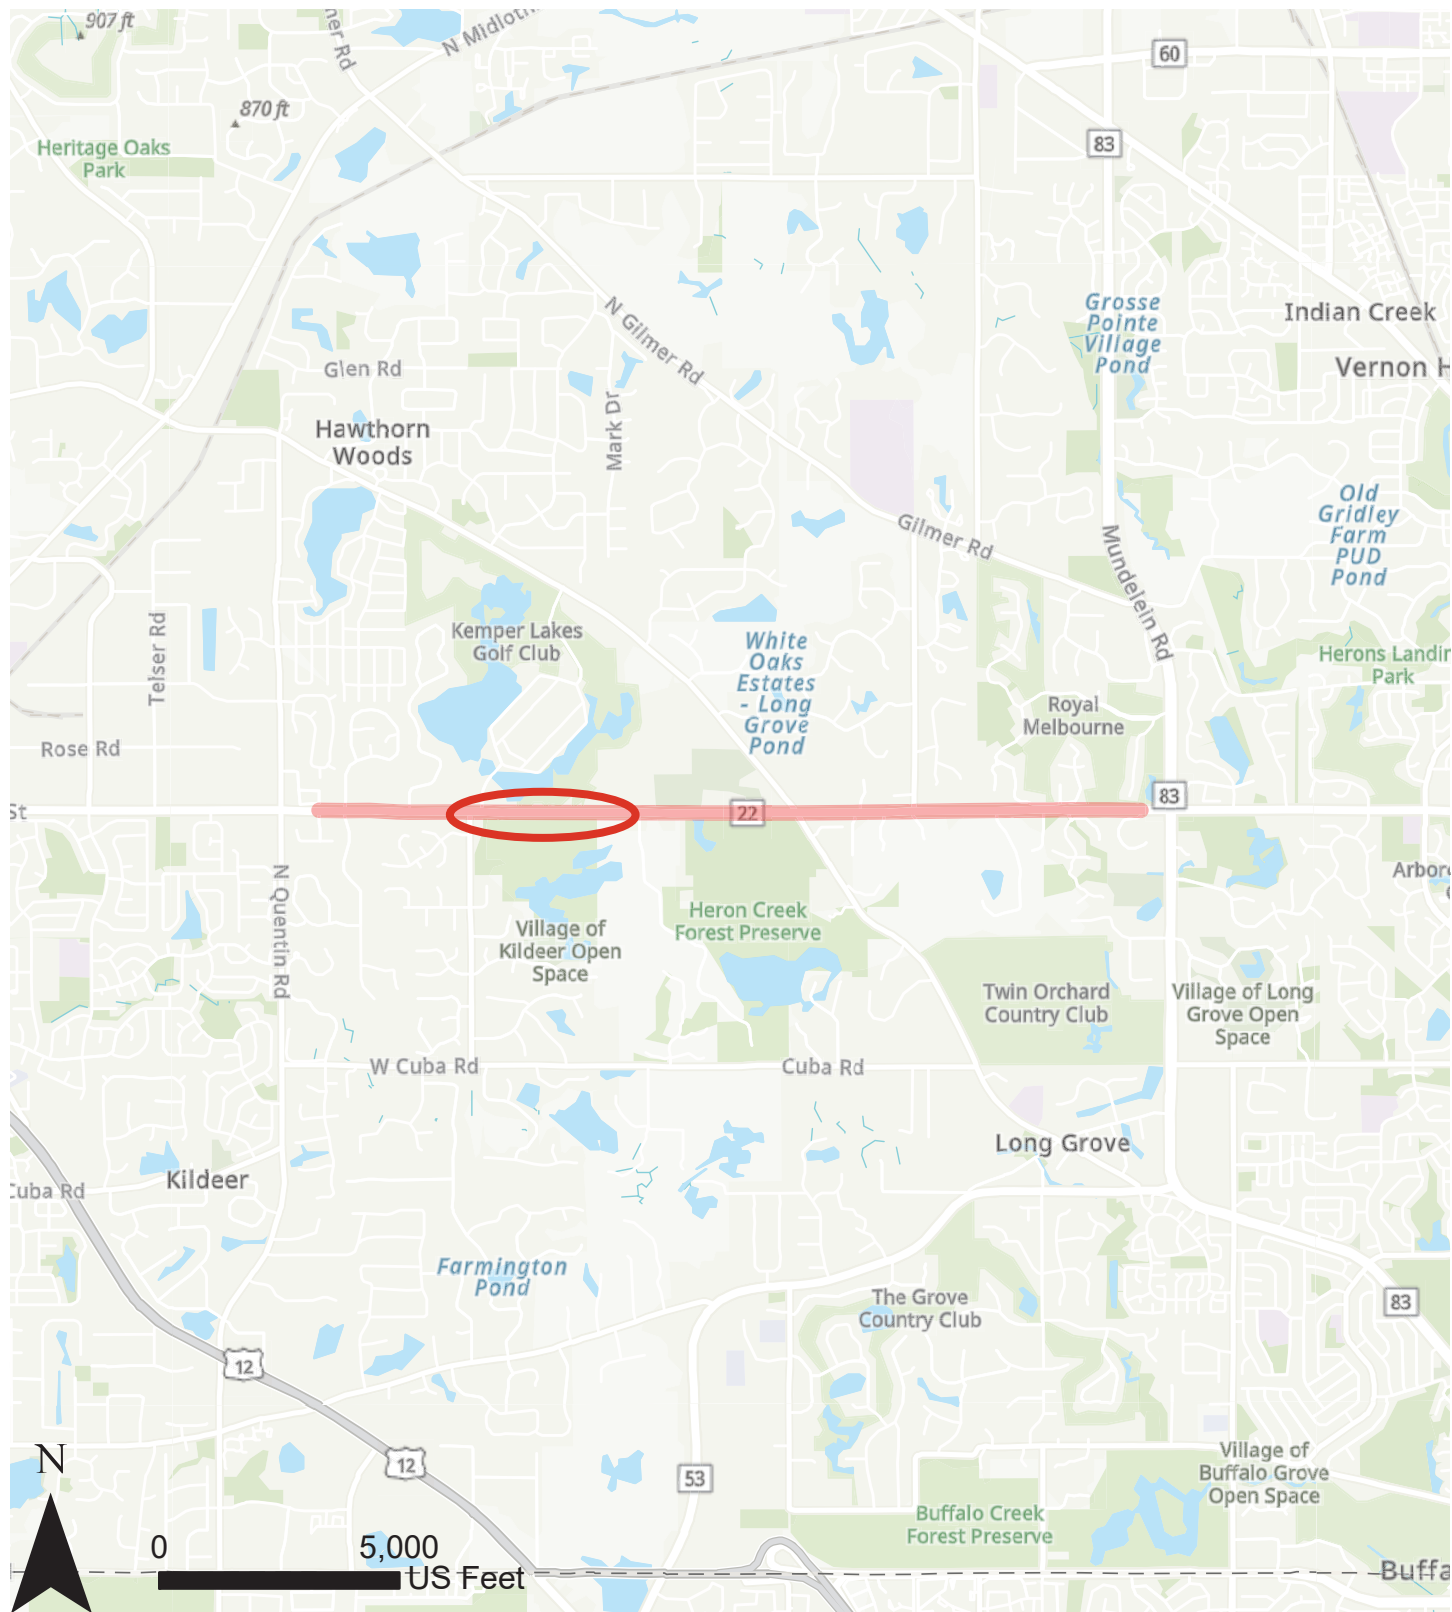 907 ft
ner Rd
N Midloth
60
870 ft
83
Heritage Oaks
Park
Grosse
Pointe
Village
Pond
Indian Creek
N Gilmer Rd
Vernon H
Glen Rd
Mark Dr
Hawthorn
Woods
Old
Gridley
Farm
PUD
Pond
Gilmer Rd
Mundelein Rd
Telser Rd
Kemper Lakes
Golf Club
White
Oaks
Estates
- Long
Grove
Pond
Herons Landin
Park
Royal
Melbourne
Rose Rd
83
St
22
Arbor
N Quentin Rd
Heron Creek
Forest Preserve
Village of
Kildeer Open
Space
Twin Orchard
Country Club
Village of Long
Grove Open
Space
W Cuba Rd
Cuba Rd
Long Grove
Kildeer
Cuba Rd
Farmington
Pond
The Grove
Country Club
83
12
N
12
53
Village of
Buffalo Grove
Open Space
Buffalo Creek
Forest Preserve
0
5,000
US Feet
Buffa